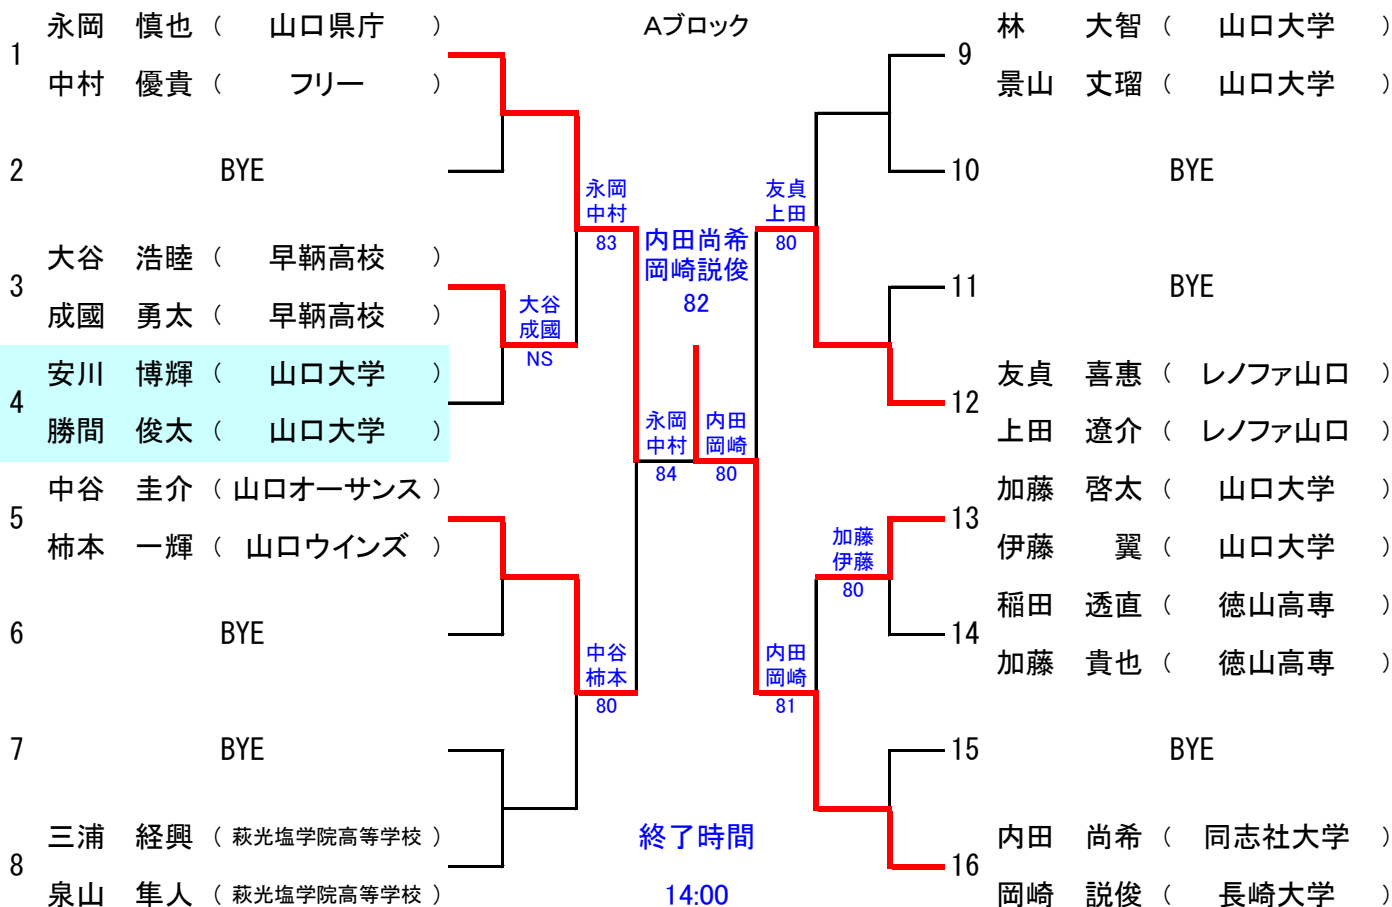 Aブロック
1
永岡 慎也 （ 山口県庁 ）
中村 優貴 （ フリー ）
2 BYE
3
大谷 浩睦 （ 早鞆高校 ）
成國 勇太 （ 早鞆高校 ）
4
安川 博輝 （ 山口大学 ）
勝間 俊太 （ 山口大学 ）
5
中谷 圭介 （ 山口オーサンス ）
柿本 一輝 （ 山口ウインズ ）
6 BYE
7 BYE
8
三浦 経興 （ 萩光塩学院高等学校 ）
泉山 隼人 （ 萩光塩学院高等学校 ）
大谷
成國
NS
永岡
中村
83
中谷
柿本
80
永岡
中村
84
内田尚希
岡崎説俊
82
内田
岡崎
80
友貞
上田
80
加藤
伊藤
80
内田
岡崎
81
終了時間
14:00
9
林 大智 （ 山口大学 ）
景山 丈瑠 （ 山口大学 ）
10 BYE
11 BYE
12
友貞 喜惠 （ レノファ山口 ）
上田 遼介 （ レノファ山口 ）
13
加藤 啓太 （ 山口大学 ）
伊藤 翼 （ 山口大学 ）
14
稲田 透直 （ 徳山高専 ）
加藤 貴也 （ 徳山高専 ）
15 BYE
16
内田 尚希 （ 同志社大学 ）
岡崎 説俊 （ 長崎大学 ）